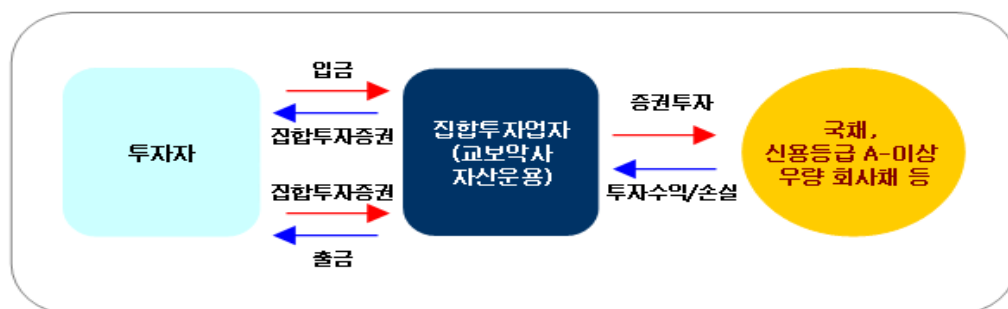 투자자
입금
집합투자증권
집합투자증권
출금
집합투자업자
(교보악사
자산운용)
증권투자
투자수익/손실
국채,
신용등급 A-이상
우량 회사채 등